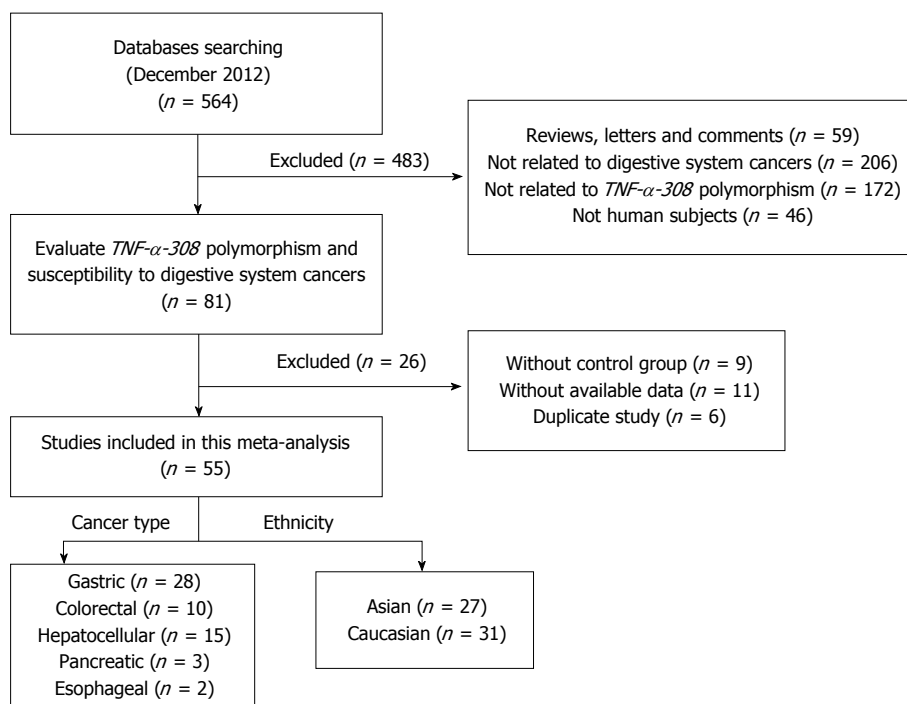 Databases searching
(December 2012)
(n = 564)
Excluded (n = 483)
Reviews, letters and comments (n = 59)
Not related to digestive system cancers (n = 206)
Not related to TNF-α-308 polymorphism (n = 172)
Not human subjects (n = 46)
Evaluate TNF-α-308 polymorphism and
susceptibility to digestive system cancers
(n = 81)
Excluded (n = 26)
Without control group (n = 9)
Without available data (n = 11)
Duplicate study (n = 6)
Studies included in this meta-analysis
(n = 55)
Cancer type
Ethnicity
Gastric (n = 28)
Colorectal (n = 10)
Hepatocellular (n = 15)
Pancreatic (n = 3)
Esophageal (n = 2)
Asian (n = 27)
Caucasian (n = 31)